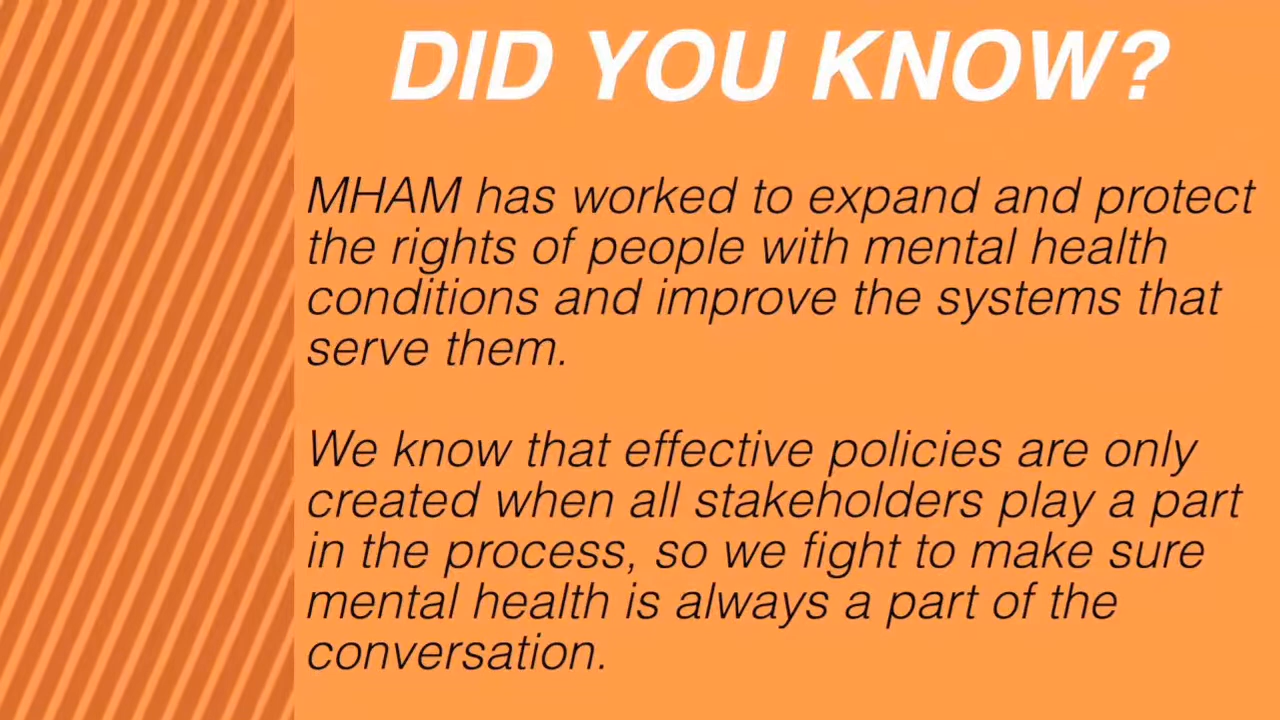 DID YOU KNOW?
MHAM has worked to expand and protect
the rights of people with mental health
conditions and improve the systems that
serve them.
We know that effective policies are only
created when all stakeholders play a part
in the process, so we fight to make sure
mental health is always a part of the
conversation.